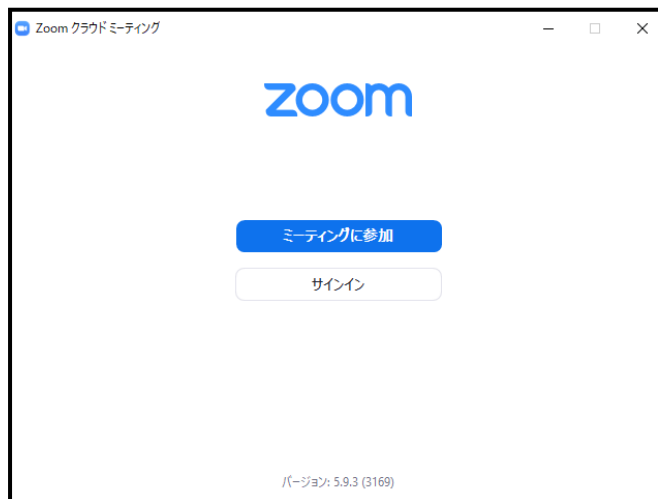 Zoom クラウド ミーティング
zoom
ミーティングに参加
サインイン
バージョン: 5.9.3 (3169)